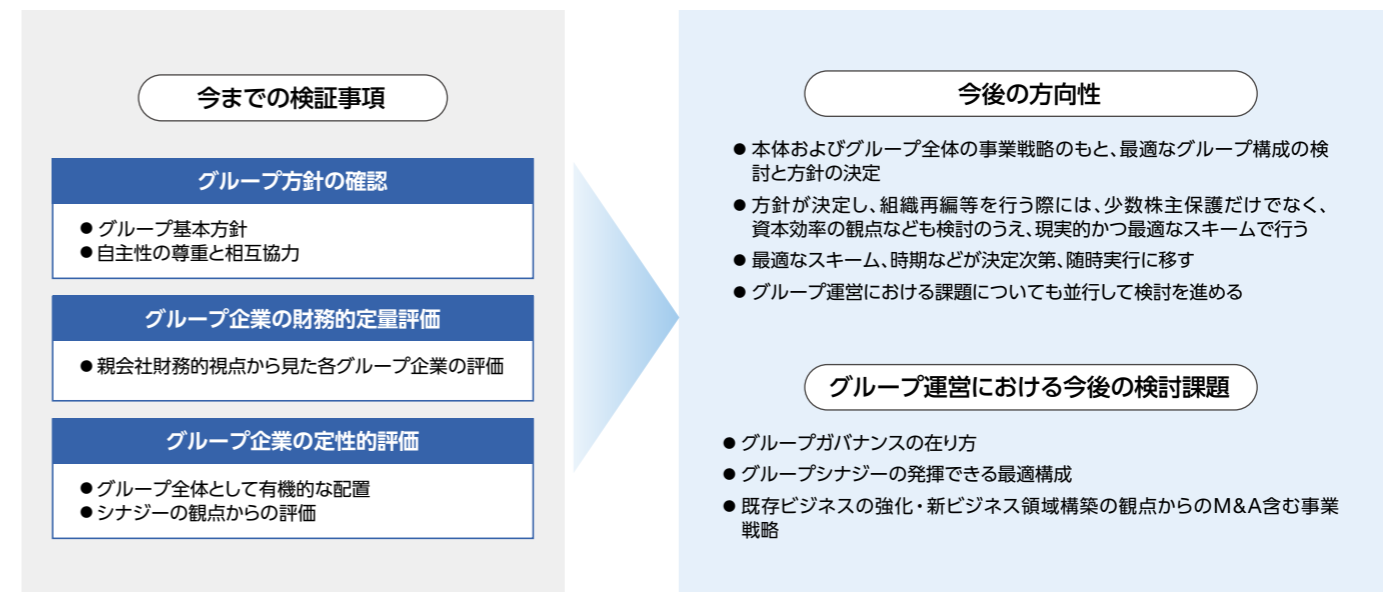 今までの検証事項
グループ方針の確認
● グループ基本方針
● 自主性の尊重と相互協力
グループ企業の財務的定量評価
● 親会社財務的視点から見た各グループ企業の評価
グループ企業の定性的評価
● グループ全体として有機的な配置
● シナジーの観点からの評価
今後の方向性
● 本体およびグループ全体の事業戦略のもと、最適なグループ構成の検
討と方針の決定
● 方針が決定し、組織再編等を行う際には、少数株主保護だけでなく、
資本効率の観点なども検討のうえ、現実的かつ最適なスキームで行う
● 最適なスキーム、時期などが決定次第、随時実行に移す
● グループ運営における課題についても並行して検討を進める
グループ運営における今後の検討課題
● グループガバナンスの在り方
● グループシナジーの発揮できる最適構成
● 既存ビジネスの強化・新ビジネス領域構築の観点からのM&A含む事業
戦略